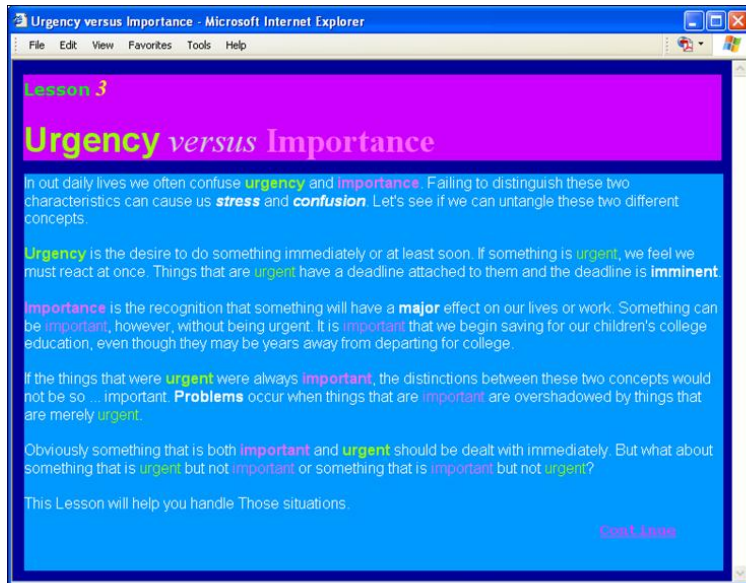 Urgency versus Importance - Microsoft Internet Explorer
File Edit View Favorites Tools Help
Lesson 3
Urgency versus Importance
In out daily lives we often confuse urgency and importance. Failing to distinguish these two
characteristics can cause us stress and confusion. Let's see if we can untangle these two different
concepts.
Urgency is the desire to do something immediately or at least soon. If something is urgent, we feel we
must react at once. Things that are urgent have a deadline attached to them and the deadline is imminent.
Importance is the recognition that something will have a major effect on our lives or work. Something can
be important, however, without being urgent. It is important that we begin saving for our children's college
education, even though they may be years away from departing for college.
If the things that were urgent were always important, the distinctions between these two concepts would
not be so ... important. Problems occur when things that are important are overshadowed by things that
are merely urgent.
Obviously something that is both important and urgent should be dealt with immediately. But what about
something that is urgent but not important or something that is important but not urgent?
This Lesson will help you handle Those situations.
Continue